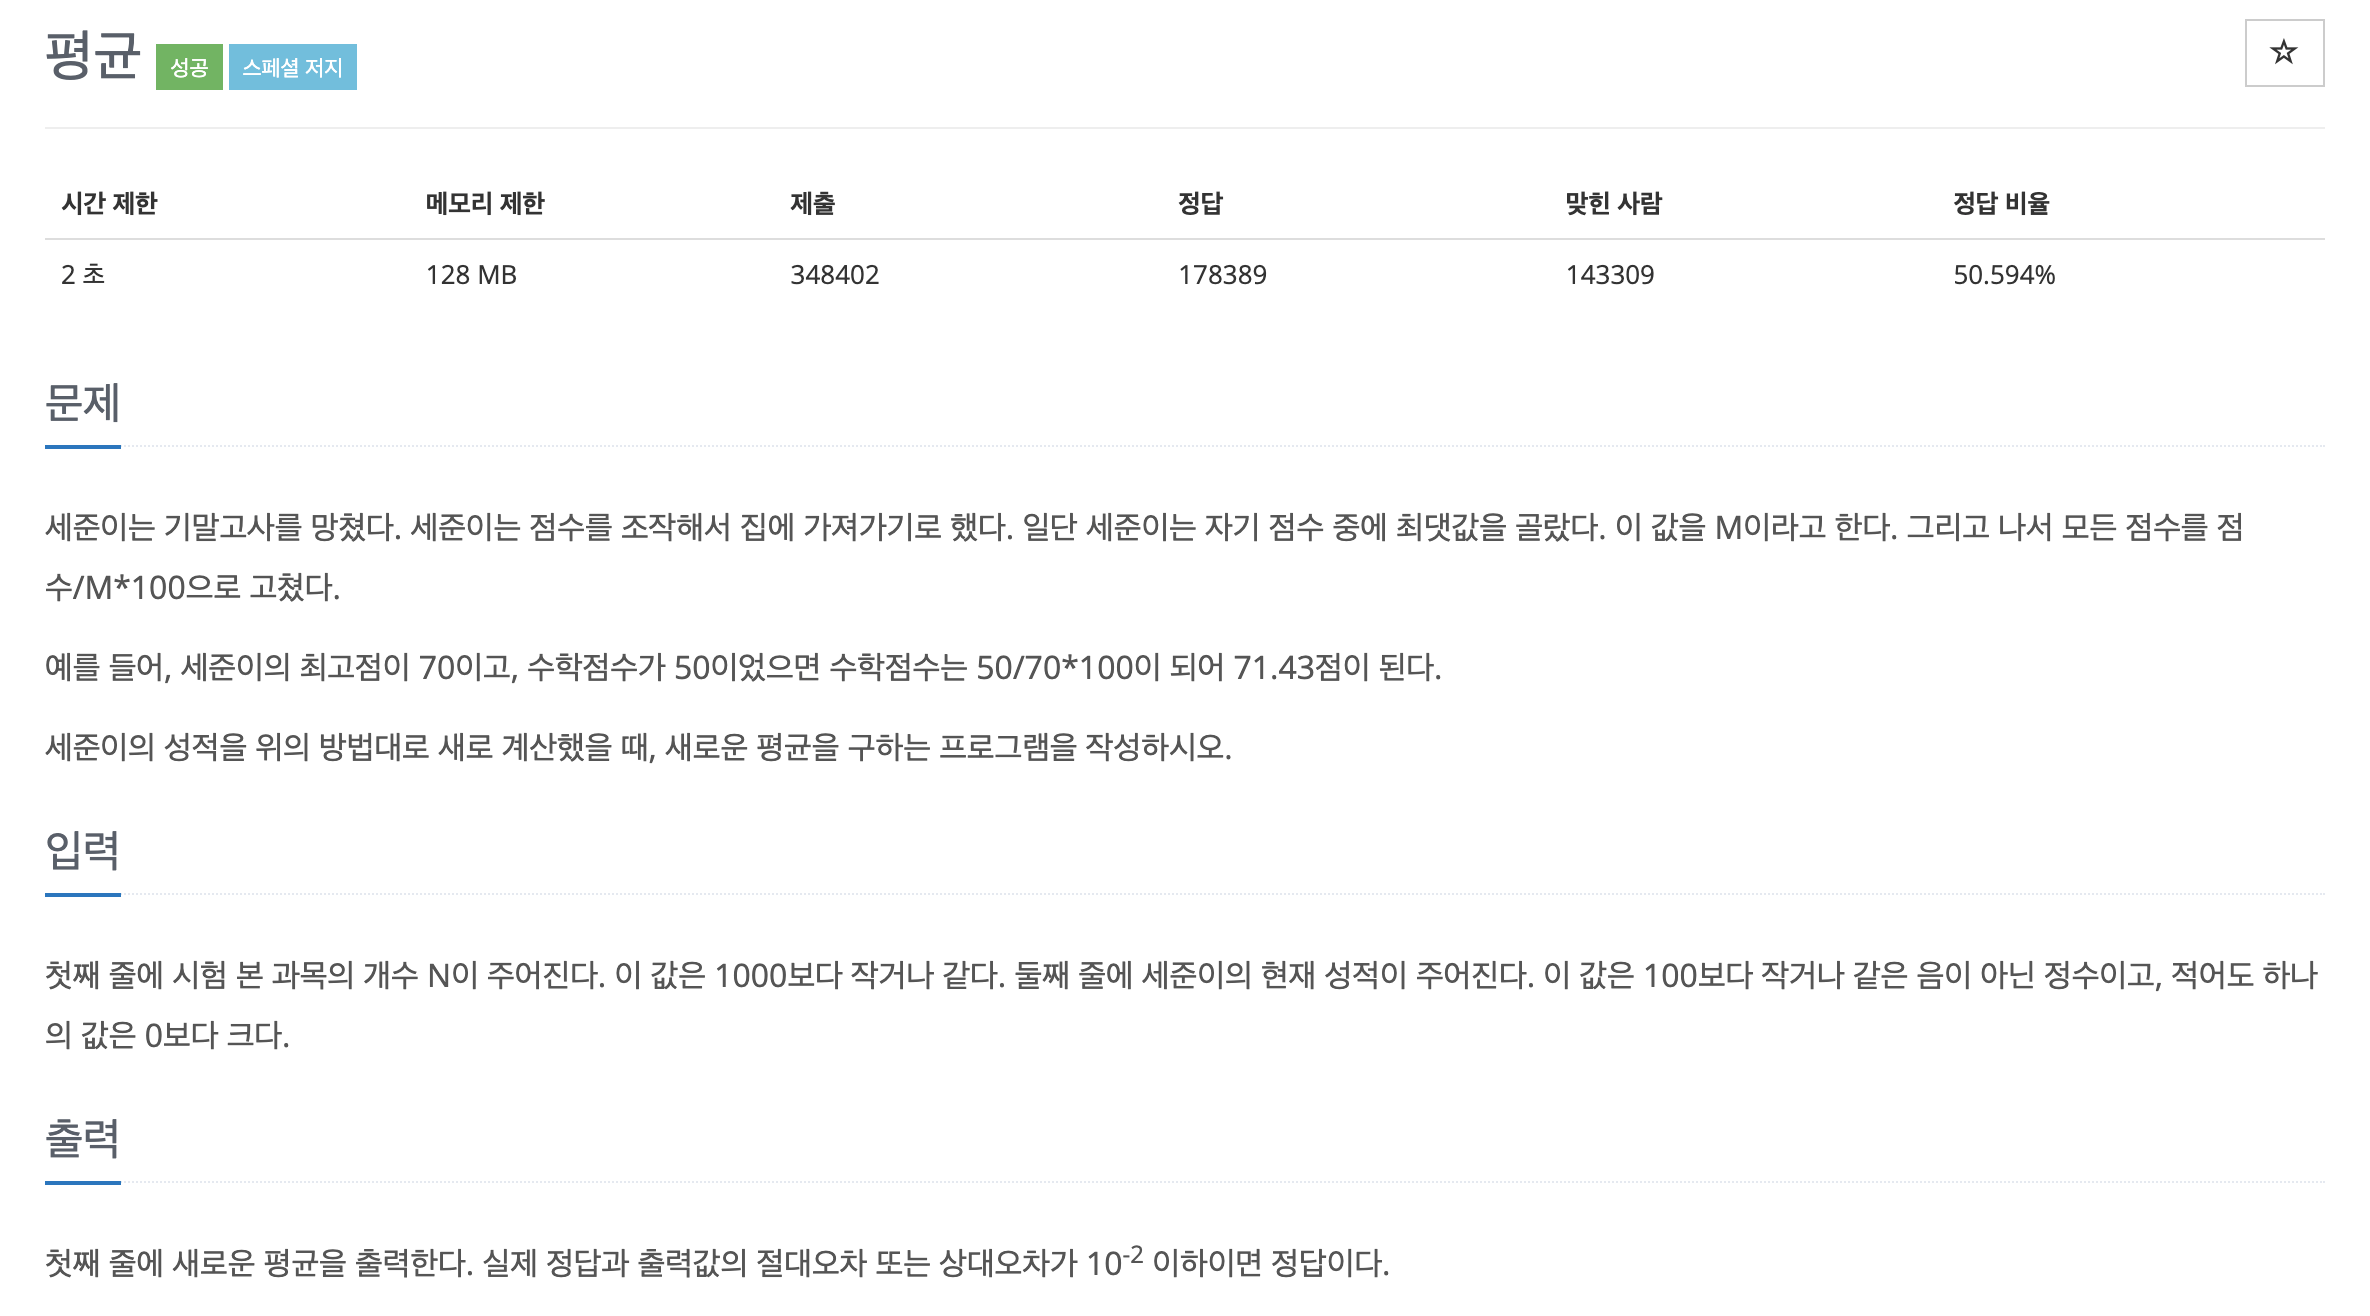 평균 성공 스페셜 저지
☆
시간 제한 메모리 제한 제출 정답 맞힌 사람 정답 비율
2 초 128 MB 348402 178389 143309 50.594%
문제
세준이는 기말고사를 망쳤다. 세준이는 점수를 조작해서 집에 가져가기로 했다. 일단 세준이는 자기 점수 중에 최댓값을 골랐다. 이 값을 M이라고 한다. 그리고 나서 모든 점수를 점
수/M*100으로 고쳤다.
예를 들어, 세준이의 최고점이 70이고, 수학점수가 50이었으면 수학점수는 50/70*100이 되어 71.43점이 된다.
세준이의 성적을 위의 방법대로 새로 계산했을 때, 새로운 평균을 구하는 프로그램을 작성하시오.
입력
첫째 줄에 시험 본 과목의 개수 N이 주어진다. 이 값은 1000보다 작거나 같다. 둘째 줄에 세준이의 현재 성적이 주어진다. 이 값은 100보다 작거나 같은 음이 아닌 정수이고, 적어도 하나
의 값은 0보다 크다.
출력
첫째 줄에 새로운 평균을 출력한다. 실제 정답과 출력값의 절대오차 또는 상대오차가 10⁻² 이하이면 정답이다.